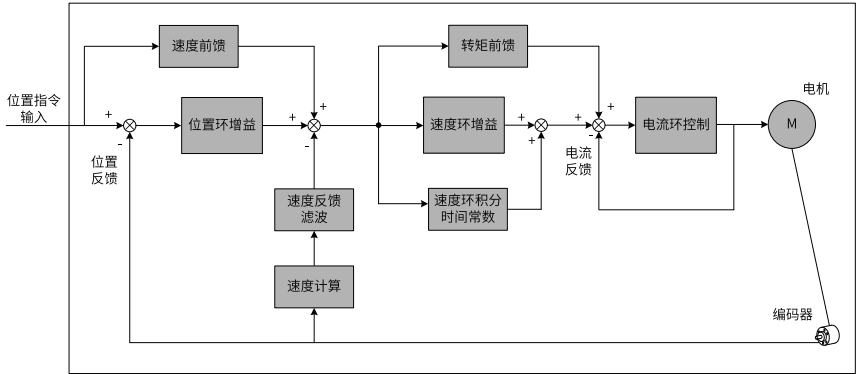 速度前馈
转矩前馈
位置指令
输入
+
-
位置
反馈
位置环增益
+
+
-
速度环增益
+
+
+
+
-
电流
反馈
电流环控制
电机
M
速度反馈
滤波
速度环积分
时间常数
速度计算
编码器